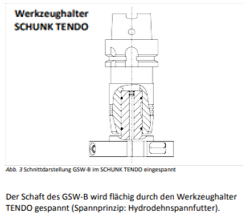 Werkzeughalter
SCHUNK TENDO
Abb. 3 Schnittdarstellung GSW-B im SCHUNK TENDO eingespannt
Der Schaft des GSW-B wird flächig durch den Werkzeughalter
TENDO gespannt (Spannprinzip: Hydrodehnspannfutter).